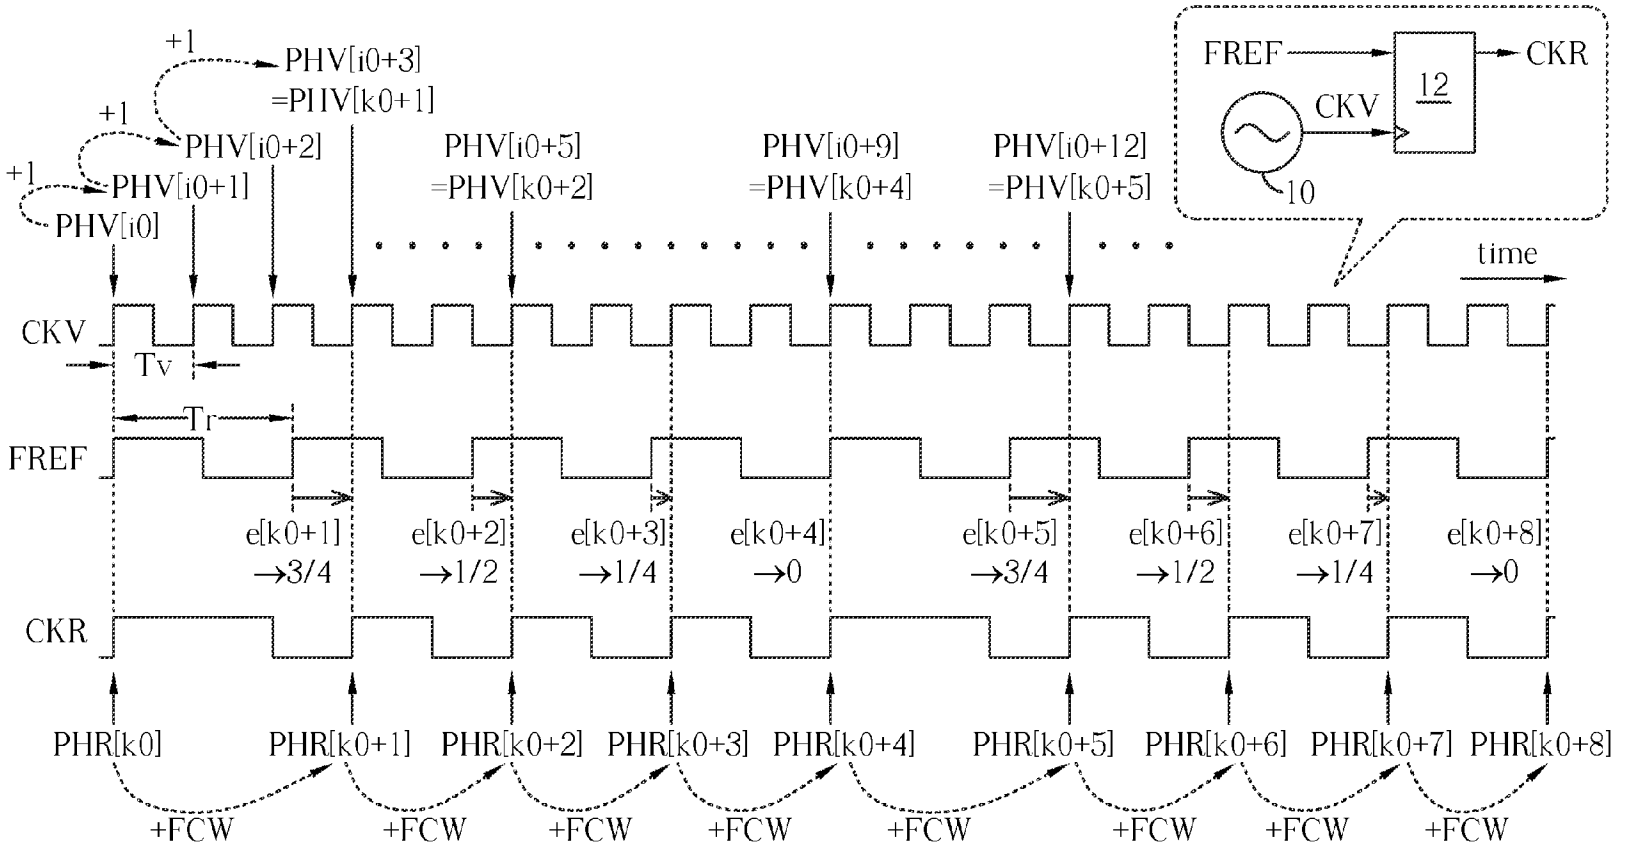 +1
PHV[i0+3]
=PHV[k0+1]
+1
PHV[i0+2]
+1
PHV[i0+1]
PHV[i0]
PHV[i0+5]
=PHV[k0+2]
PHV[i0+9]
=PHV[k0+4]
PHV[i0+12]
=PHV[k0+5]
FREF
12
CKR
CKV
10
time
CKV
Tv
Tr
FREF
e[k0+1]
→3/4
e[k0+2]
→1/2
e[k0+3]
→1/4
e[k0+4]
→0
e[k0+5]
→3/4
e[k0+6]
→1/2
e[k0+7]
→1/4
e[k0+8]
→0
CKR
PHR[k0] PHR[k0+1] PHR[k0+2] PHR[k0+3] PHR[k0+4] PHR[k0+5] PHR[k0+6] PHR[k0+7] PHR[k0+8]
+FCW +FCW +FCW +FCW +FCW +FCW +FCW +FCW